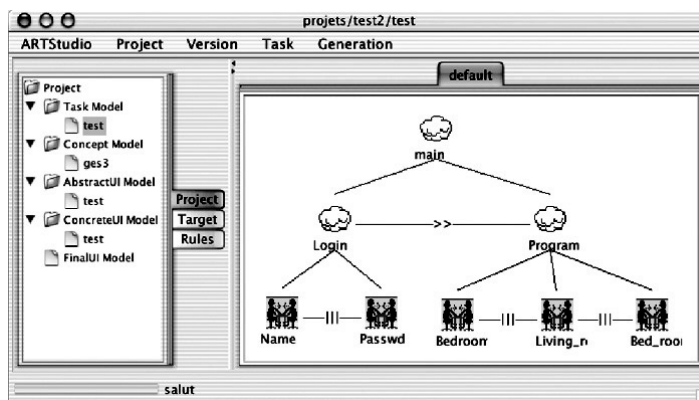 projets/test2/test
ARTStudio Project Version Task Generation
default
Project
Task Model
test
Concept Model
ges3
AbstractUI Model
test
ConcreteUI Model
test
FinalUI Model
Project
Target
Rules
main
Login >> Program
Name ||| Passwd Bedroom ||| Living_r ||| Bed_roo
salut